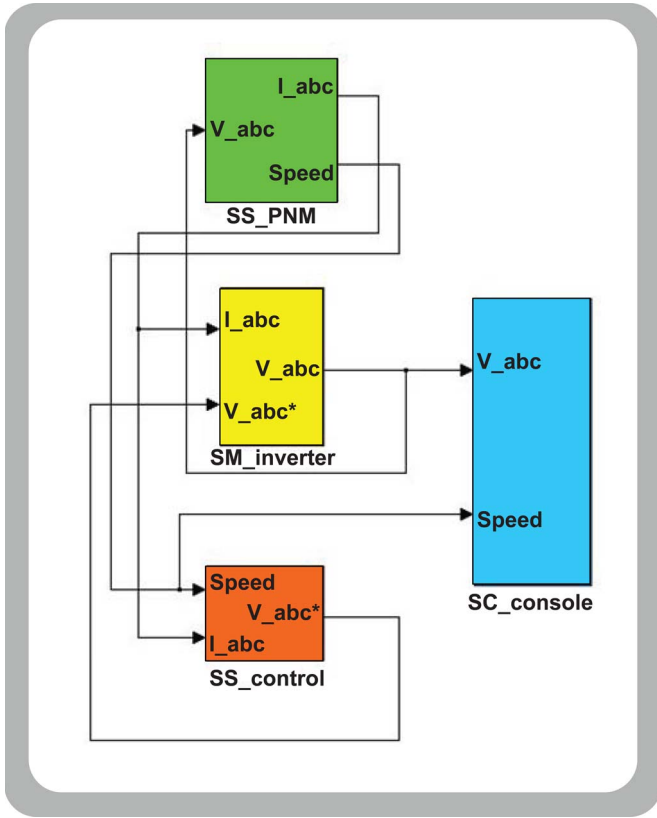 I_abc
V_abc
Speed
SS_PNM
I_abc
V_abc
V_abc*
SM_inverter
V_abc
Speed
SC_console
Speed
V_abc*
I_abc
SS_control